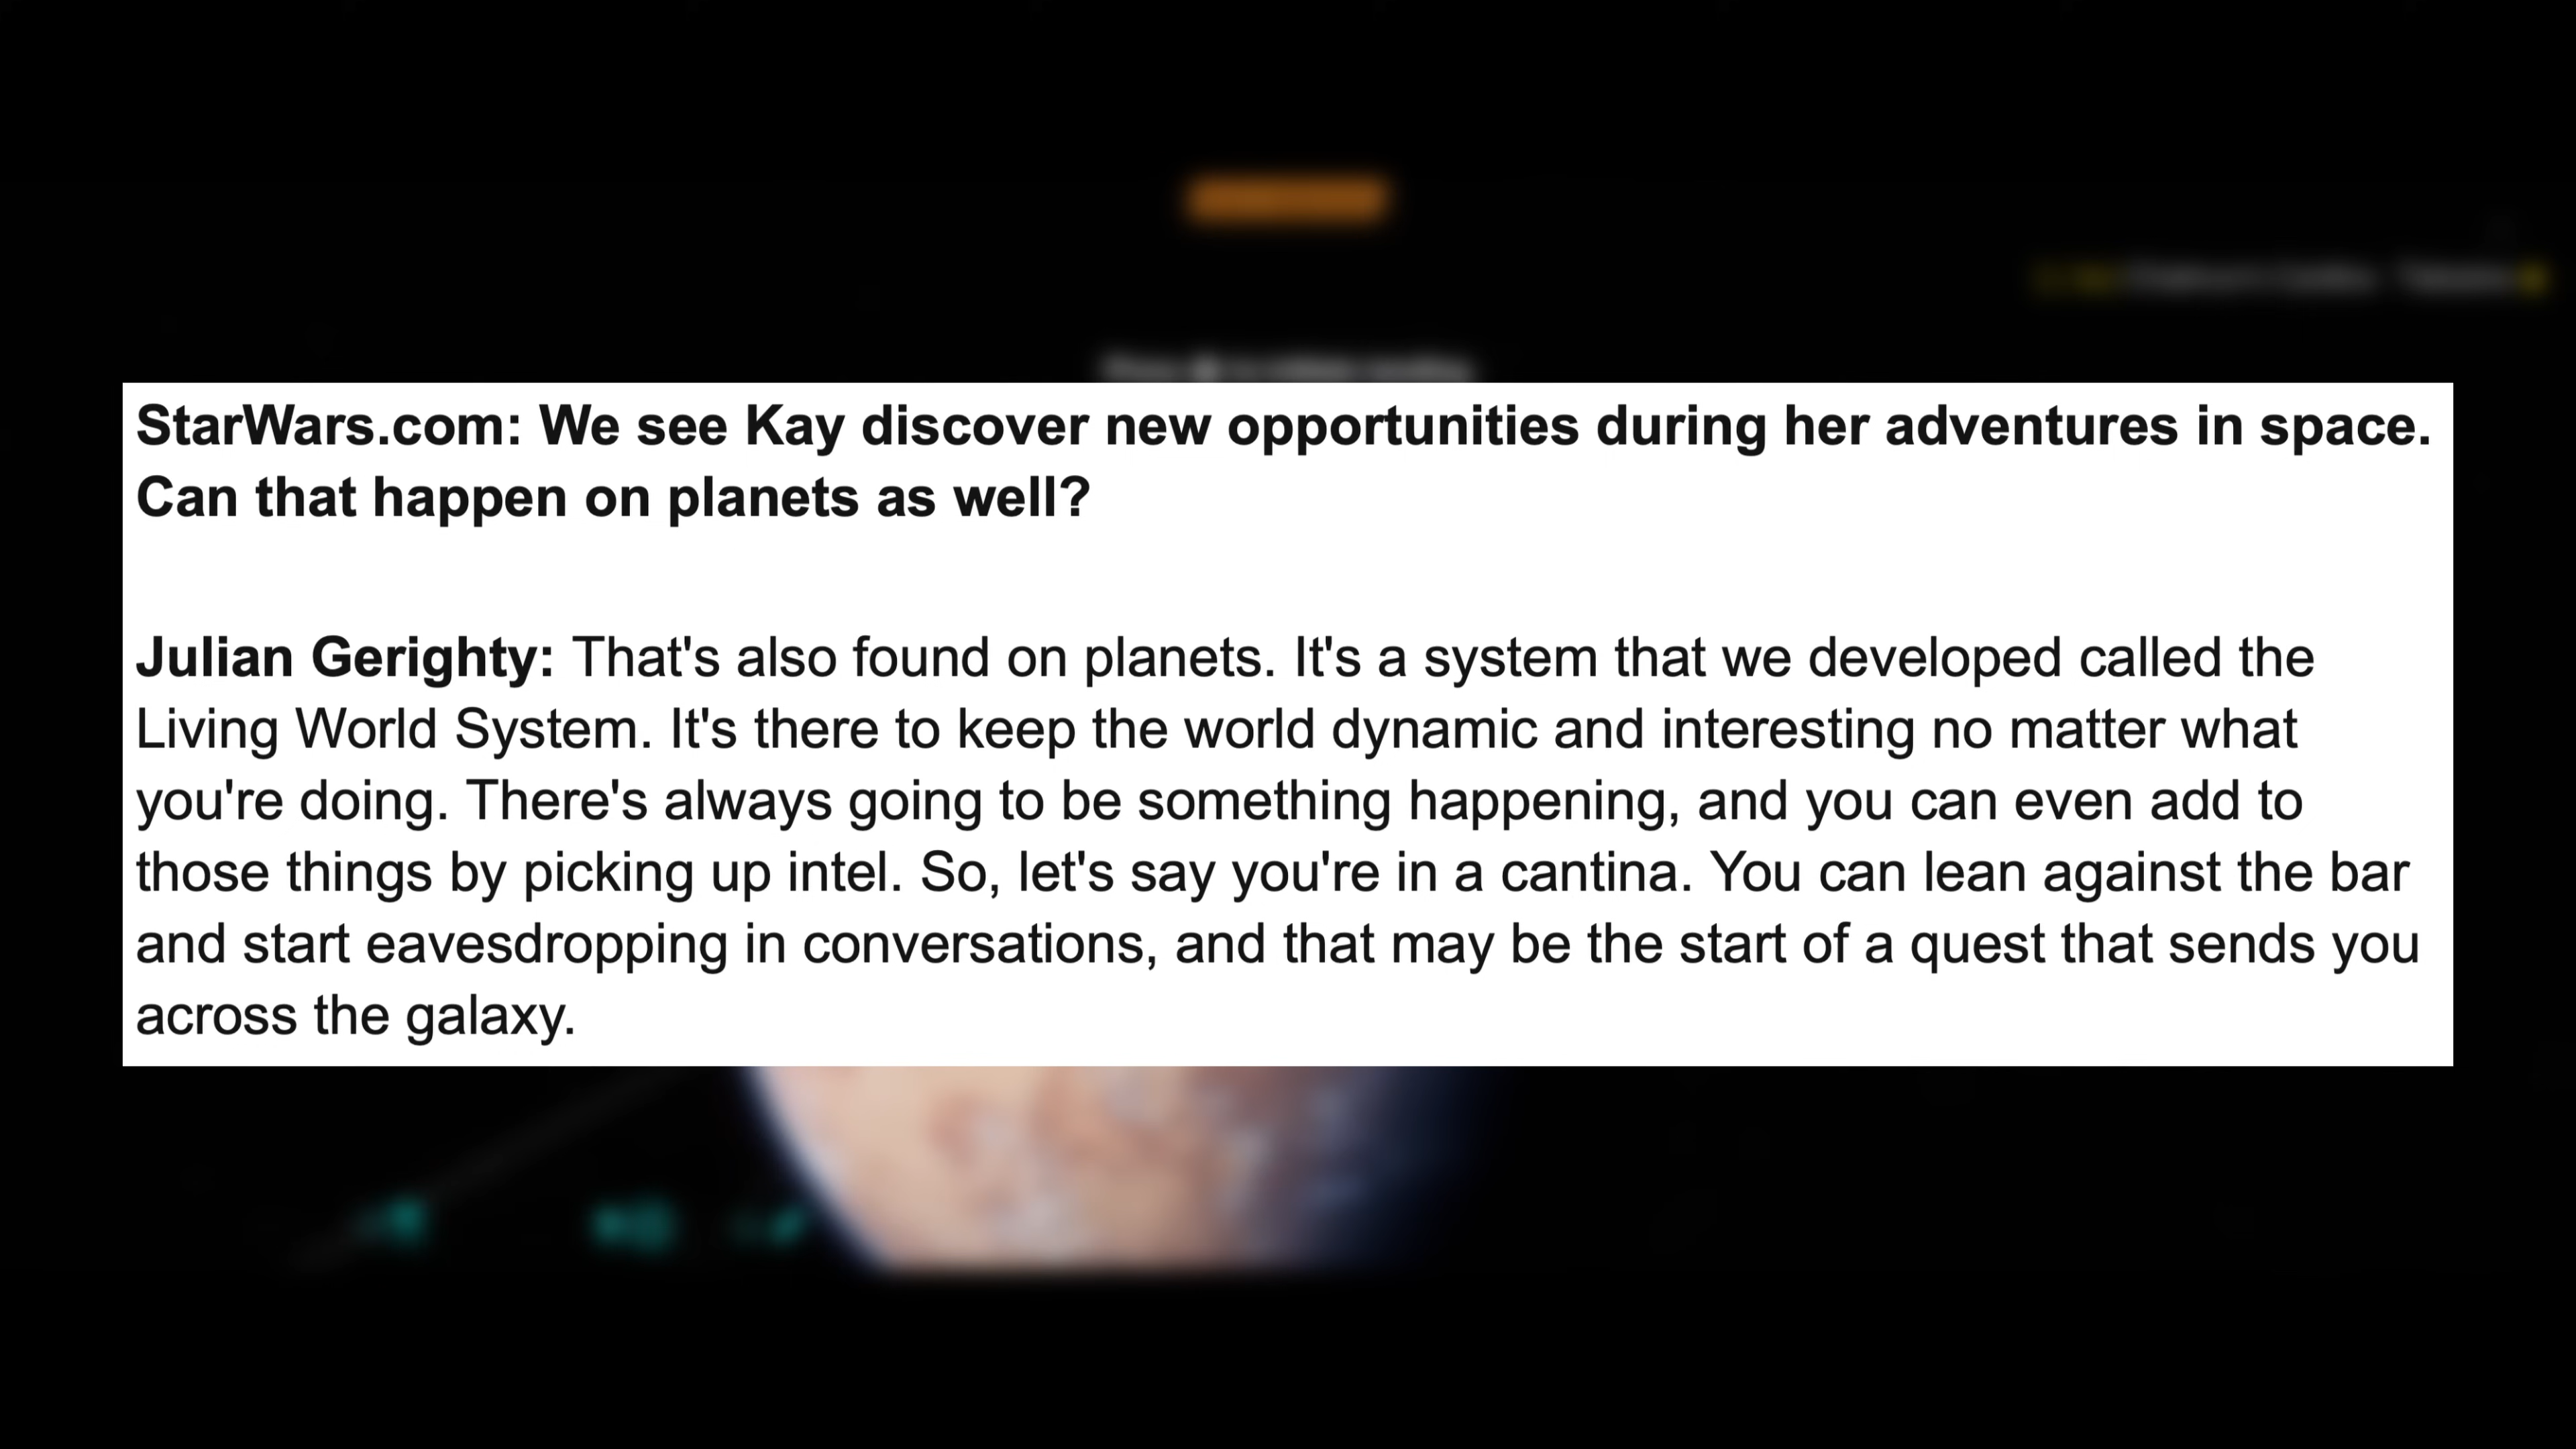 StarWars.com: We see Kay discover new opportunities during her adventures in space.
Can that happen on planets as well?
Julian Gerighty: That's also found on planets. It's a system that we developed called the
Living World System. It's there to keep the world dynamic and interesting no matter what
you're doing. There's always going to be something happening, and you can even add to
those things by picking up intel. So, let's say you're in a cantina. You can lean against the bar
and start eavesdropping in conversations, and that may be the start of a quest that sends you
across the galaxy.